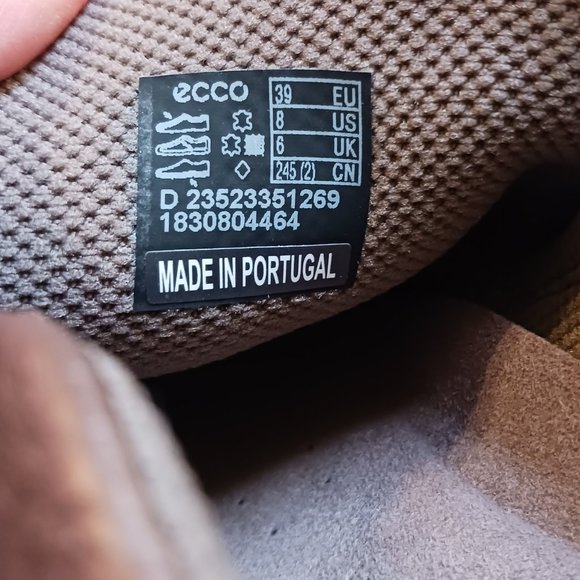 ecco
39 EU
8 US
6 UK
245 (2) CN
D 23523351269
1830804464
MADE IN PORTUGAL